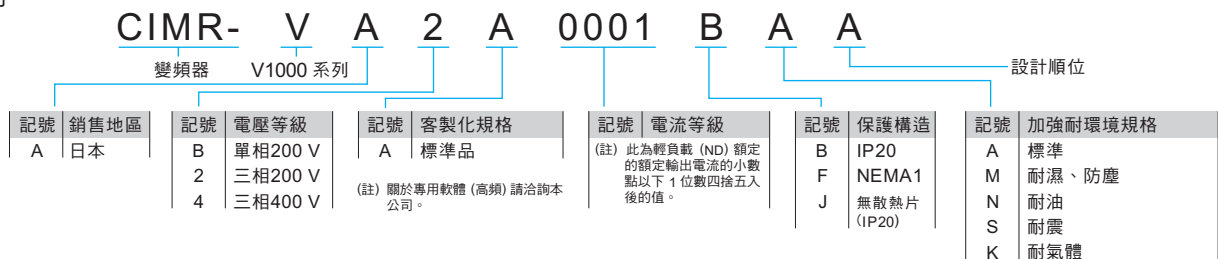 CIMR- V A 2 A 0001 B A A
變頻器
V1000 系列
設計順位
記號 銷售地區
A 日本
記號 電壓等級
B 單相200 V
2 三相200 V
4 三相400 V
記號 客製化規格
A 標準品
(註) 關於專用軟體 (高頻) 請洽詢本
公司。
記號 電流等級
(註) 此為輕負載 (ND) 額定
的額定輸出電流的小數
點以下 1 位數四捨五入
後的值。
記號 保護構造
B IP20
F NEMA1
J 無散熱片
(IP20)
記號 加強耐環境規格
A 標準
M 耐濕、防塵
N 耐油
S 耐震
K 耐氣體